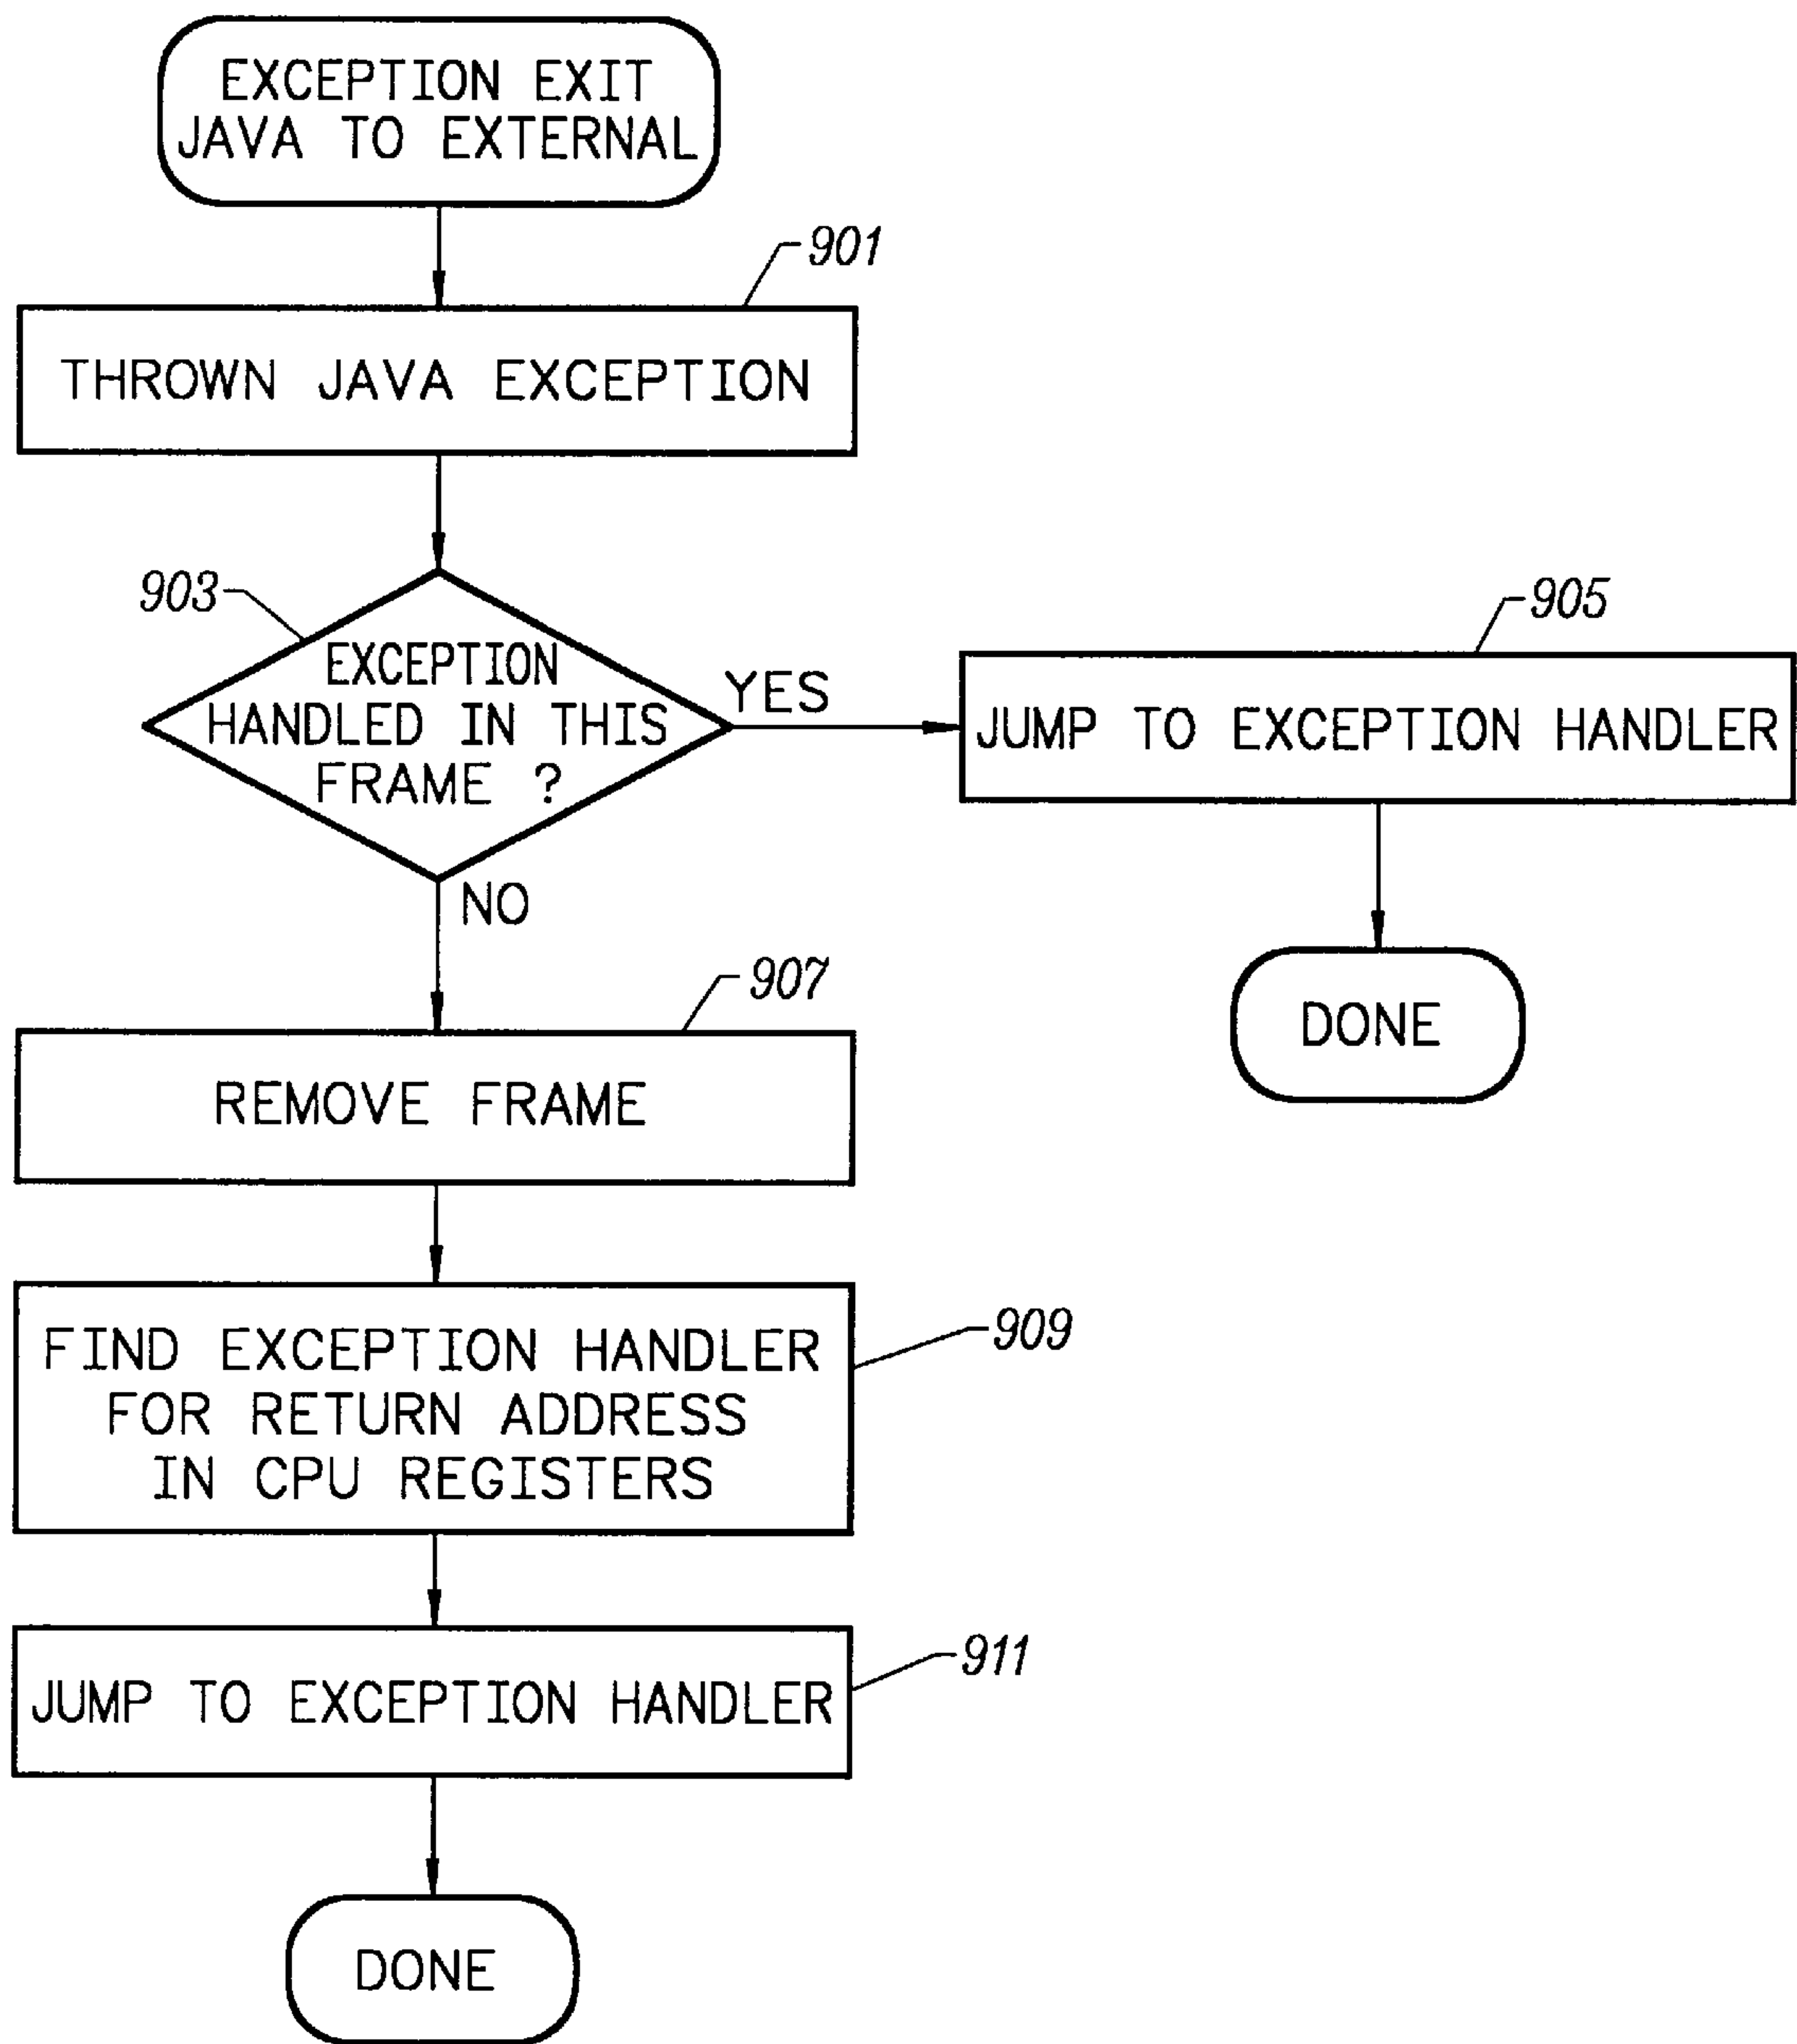 EXCEPTION EXIT
JAVA TO EXTERNAL
901
THROWN JAVA EXCEPTION
903
EXCEPTION
HANDLED IN THIS
FRAME ?
YES
905
JUMP TO EXCEPTION HANDLER
DONE
NO
907
REMOVE FRAME
909
FIND EXCEPTION HANDLER
FOR RETURN ADDRESS
IN CPU REGISTERS
911
JUMP TO EXCEPTION HANDLER
DONE